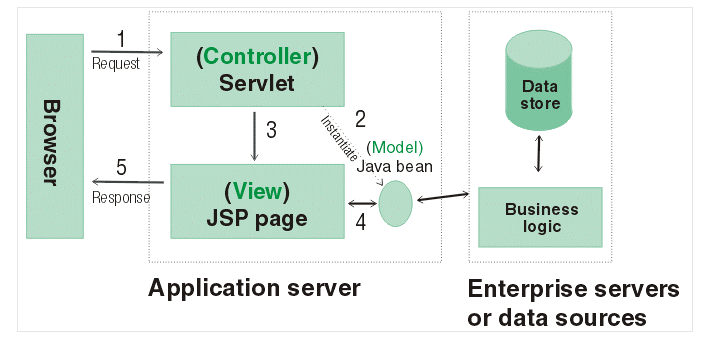 1
Request
Browser
5
Response
(Controller)
Servlet
3
2
Instantiate
(Model)
Java bean
(View)
JSP page
4
Application server
Data
store
Business
logic
Enterprise servers
or data sources